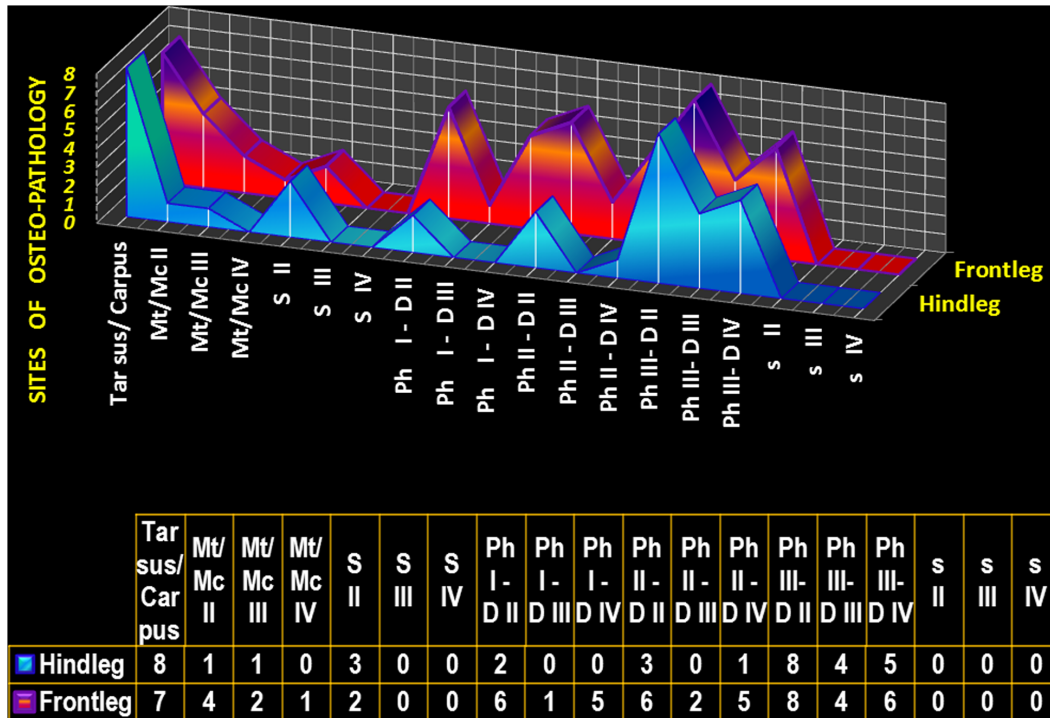 SITES OF OSTEO-PATHOLOGY
8
7
6
5
4
3
2
1
0
Tar sus/ Carpus
Mt/Mc II
Mt/Mc III
Mt/Mc IV
S II
S III
S IV
Ph I - D II
Ph I - D III
Ph I - D IV
Ph II - D II
Ph II - D III
Ph II - D IV
Ph III- D II
Ph III- D III
Ph III- D IV
s II
s III
s IV
Frontleg
Hindleg
Tar sus/ Car pus Mt/ Mc II Mt/ Mc III Mt/ Mc IV S II S III S IV Ph I - D II Ph I - D III Ph I - D IV Ph II - D II Ph II - D III Ph II - D IV Ph III- D II Ph III- D III Ph III- D IV s II s III s IV
Hindleg 8 1 1 0 3 0 0 2 0 0 3 0 1 8 4 5 0 0 0
Frontleg 7 4 2 1 2 0 0 6 1 5 6 2 5 8 4 6 0 0 0